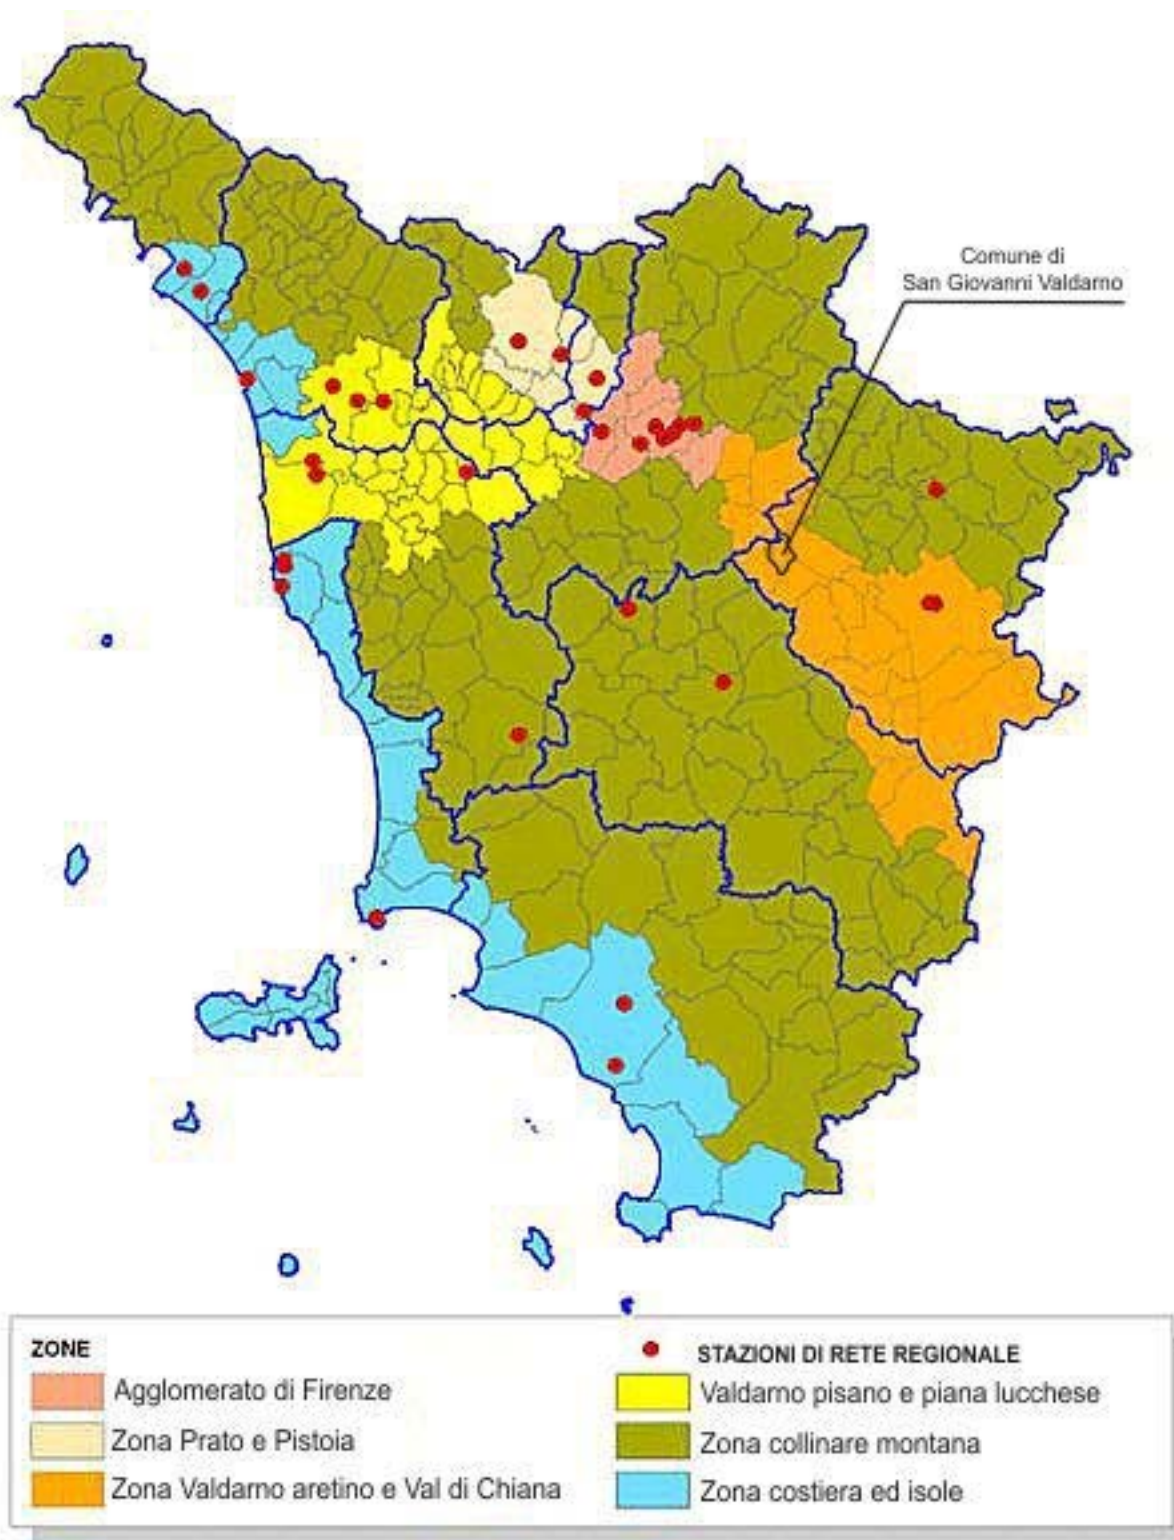 Comune di
San Giovanni Valdarno
ZONE
STAZIONI DI RETE REGIONALE
Agglomerato di Firenze
Valdarno pisano e piana lucchese
Zona Prato e Pistoia
Zona collinare montana
Zona Valdarno aretino e Val di Chiana
Zona costiera ed isole